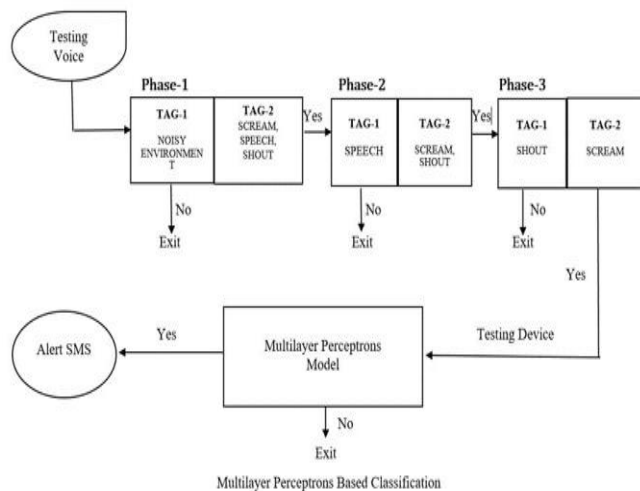 Testing
Voice
Phase-1
Phase-2
Phase-3
TAG-1
NOISY
ENVIRONMEN
T
TAG-2
SCREAM,
SPEECH,
SHOUT
Yes
TAG-1
SPEECH
TAG-2
SCREAM,
SHOUT
Yes
TAG-1
SHOUT
TAG-2
SCREAM
No
Exit
No
Exit
No
Exit
Yes
Alert SMS
Yes
Multilayer Perceptrons
Model
Testing Device
No
Exit
Multilayer Perceptrons Based Classification